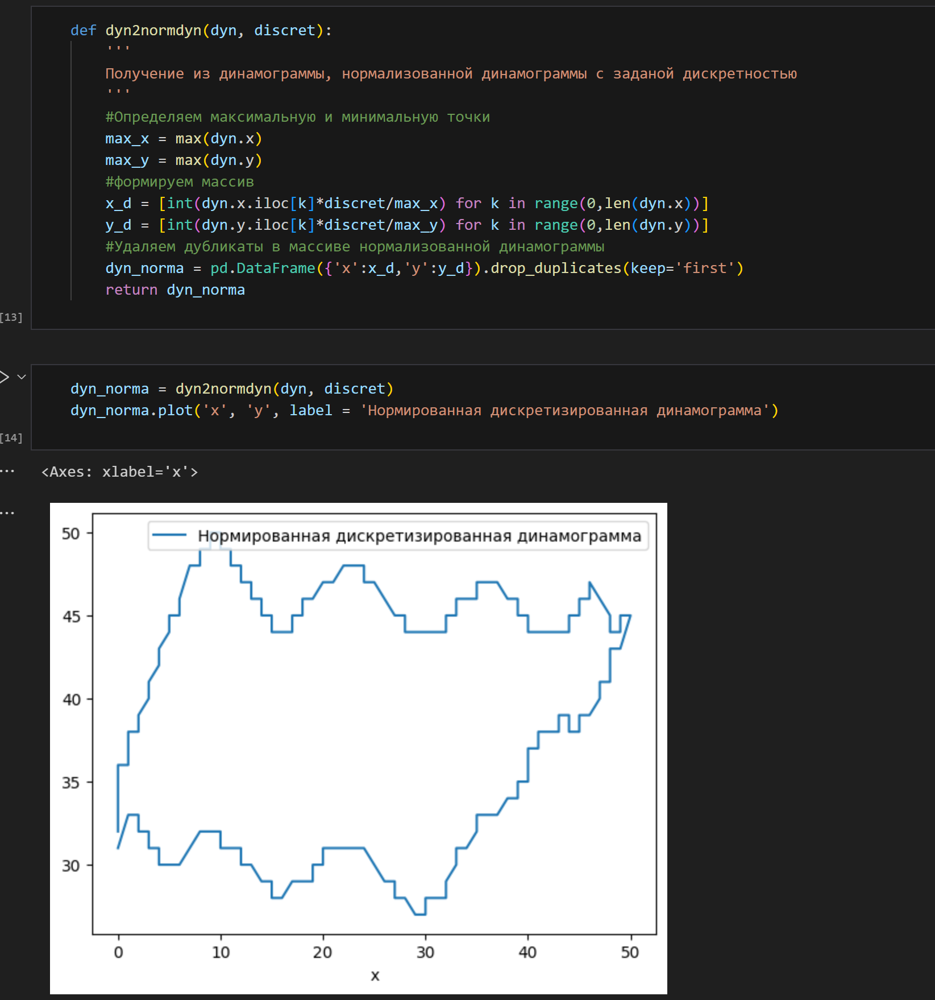 def dyn2normdyn(dyn, discret):
'''
Получение из динамограммы, нормализованной динамограммы с заданой дискретностью
'''
#Определяем максимальную и минимальную точки
max_x = max(dyn.x)
max_y = max(dyn.y)
#формируем массив
x_d = [int(dyn.x.iloc[k]*discret/max_x) for k in range(0,len(dyn.x))]
y_d = [int(dyn.y.iloc[k]*discret/max_y) for k in range(0,len(dyn.y))]
#Удаляем дубликаты в массиве нормализованной динамограммы
dyn_norma = pd.DataFrame({'x':x_d,'y':y_d}).drop_duplicates(keep='first')
return dyn_norma
[13]
dyn_norma = dyn2normdyn(dyn, discret)
dyn_norma.plot('x', 'y', label = 'Нормированная дискретизированная динамограмма')
[14]
... <Axes: xlabel='x'>
...
Нормированная дискретизированная динамограмма
50
45
40
35
30
0 10 20 30 40 50
x